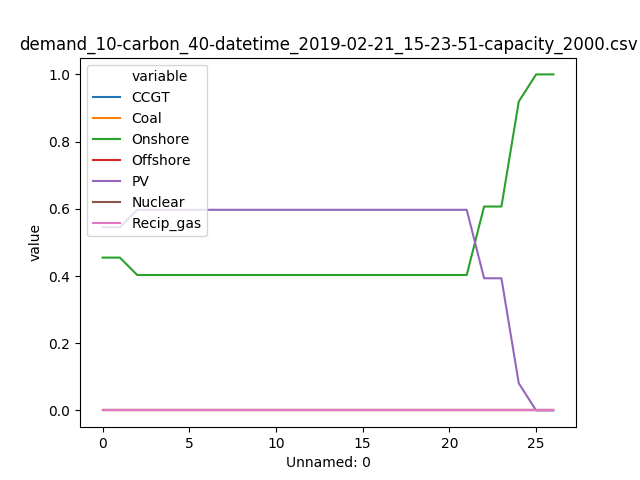 demand_10-carbon_40-datetime_2019-02-21_15-23-51-capacity_2000.csv
variable
CCGT
Coal
Onshore
Offshore
PV
Nuclear
Recip_gas
value
1.0
0.8
0.6
0.4
0.2
0.0
0 5 10 15 20 25
Unnamed: 0